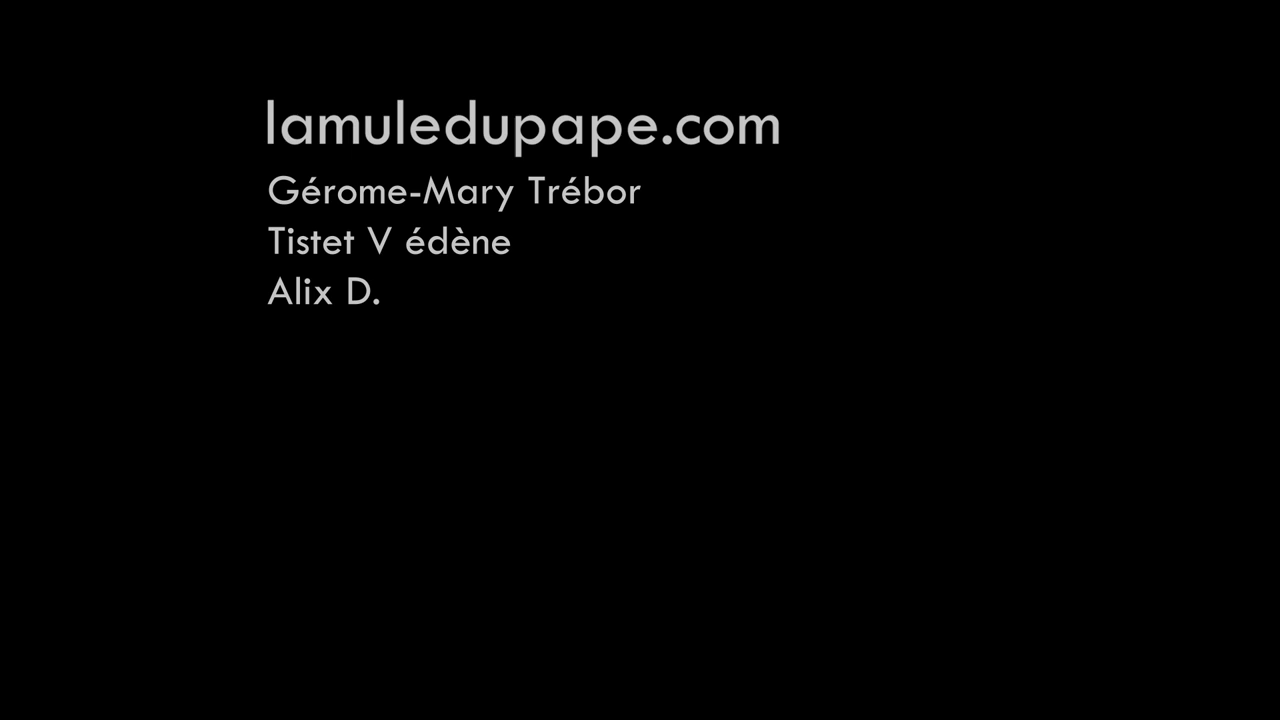 lamuledupape.com
Gérome-Mary Trébor
Tistet V édène
Alix D.